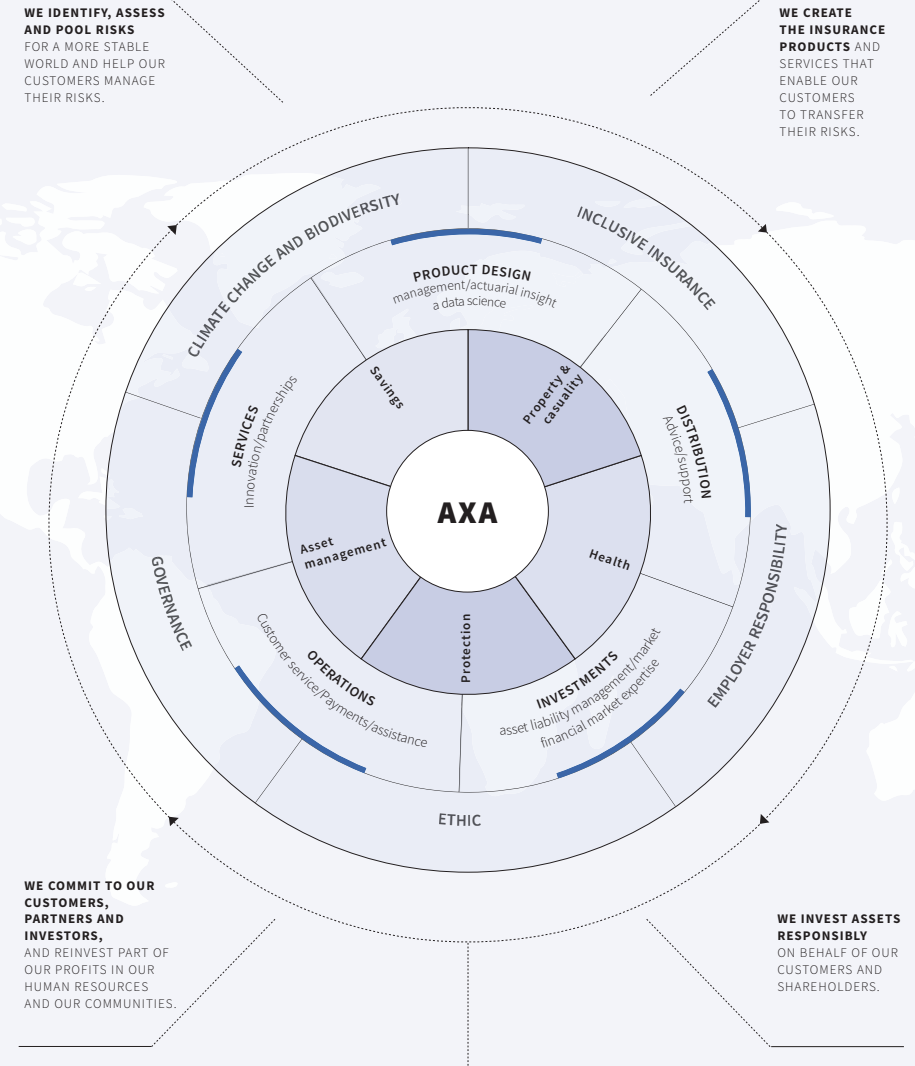 WE IDENTIFY, ASSESS
AND POOL RISKS
FOR A MORE STABLE
WORLD AND HELP OUR
CUSTOMERS MANAGE
THEIR RISKS.
WE CREATE
THE INSURANCE
PRODUCTS AND
SERVICES THAT
ENABLE OUR
CUSTOMERS
TO TRANSFER
THEIR RISKS.
CLIMATE CHANGE AND BIODIVERSITY
INCLUSIVE INSURANCE
EMPLOYER RESPONSIBILITY
ETHIC
GOVERNANCE
PRODUCT DESIGN
management/actuarial insight
a data science
DISTRIBUTION
Advice/support
INVESTMENTS
asset liability management/market
financial market expertise
OPERATIONS
Customer service/Payments/assistance
SERVICES
Innovation/partnerships
Savings
Property &
casuality
Health
Protection
Asset
management
AXA
WE COMMIT TO OUR
CUSTOMERS,
PARTNERS AND
INVESTORS,
AND REINVEST PART OF
OUR PROFITS IN OUR
HUMAN RESOURCES
AND OUR COMMUNITIES.
WE INVEST ASSETS
RESPONSIBLY
ON BEHALF OF OUR
CUSTOMERS AND
SHAREHOLDERS.